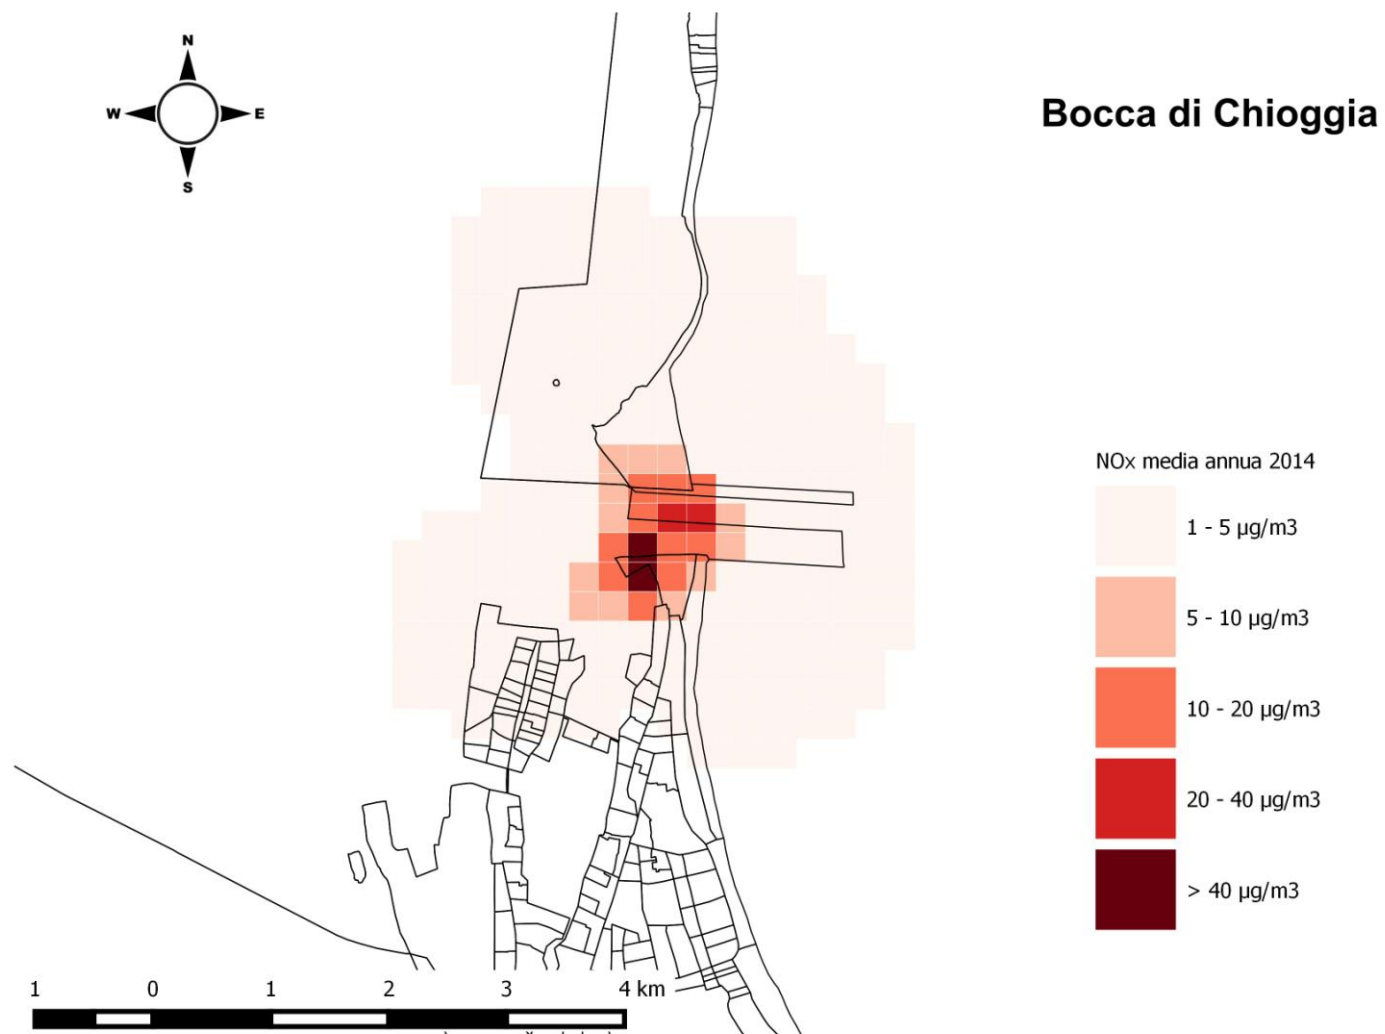 N
W E
S
Bocca di Chioggia
NOx media annua 2014
1 - 5 µg/m3
5 - 10 µg/m3
10 - 20 µg/m3
20 - 40 µg/m3
> 40 µg/m3
1 0 1 2 3 4 km